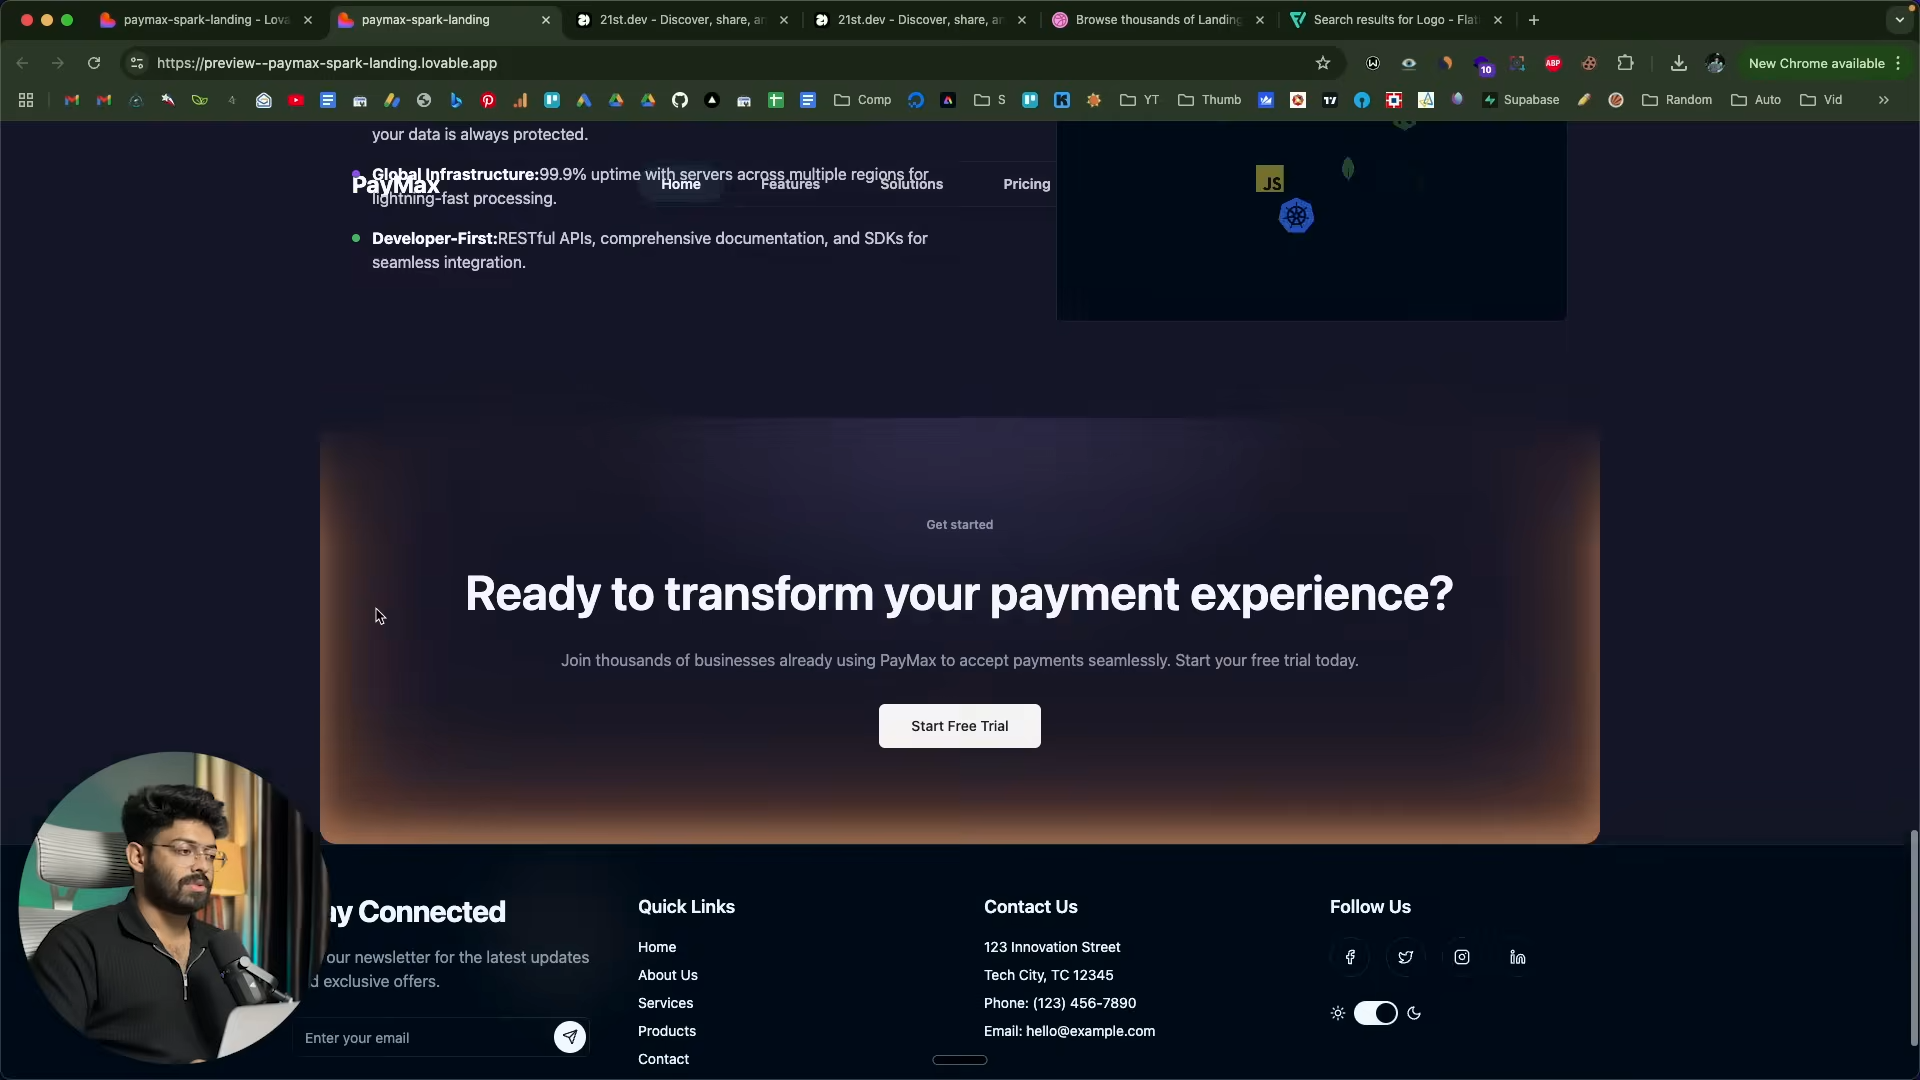 paymax-spark-landing - Lova
paymax-spark-landing
21st.dev - Discover, share, an
21st.dev - Discover, share, an
Browse thousands of Landing
Search results for Logo - Flati
https://preview--paymax-spark-landing.lovable.app
10
ABP
New Chrome available
Comp
S
YT
Thumb
Supabase
Random
Auto
Vid
your data is always protected.
Global Infrastructure:99.9% uptime with servers across multiple regions for
lightning-fast processing.
PayMax
Home
Features
Solutions
Pricing
JS
Developer-First:RESTful APIs, comprehensive documentation, and SDKs for
seamless integration.
Get started
Ready to transform your payment experience?
Join thousands of businesses already using PayMax to accept payments seamlessly. Start your free trial today.
Start Free Trial
ay Connected
our newsletter for the latest updates
d exclusive offers.
Enter your email
Quick Links
Home
About Us
Services
Products
Contact
Contact Us
123 Innovation Street
Tech City, TC 12345
Phone: (123) 456-7890
Email: hello@example.com
Follow Us